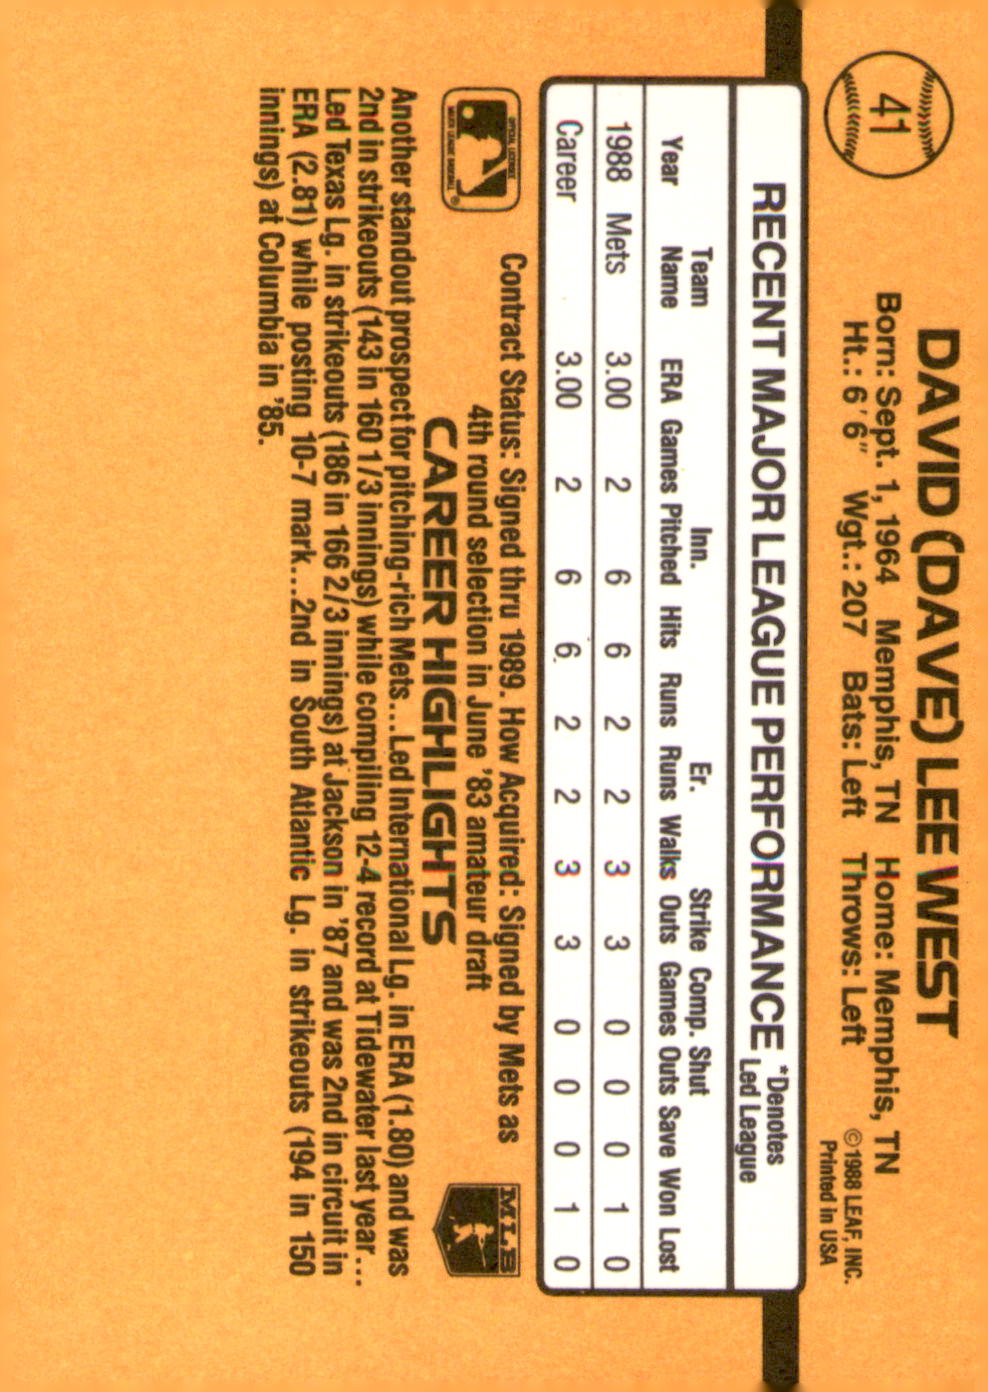 41
DAVID (DAVE) LEE WEST
Born: Sept. 1, 1964 Memphis, TN Home: Memphis, TN
Ht.: 6'6" Wgt.: 207 Bats: Left Throws: Left
©1988 LEAF, INC.
Printed in USA
RECENT MAJOR LEAGUE PERFORMANCE *Denotes
Led League
Team Inn. Er. Strike Comp. Shut
Year Name ERA Games Pitched Hits Runs Runs Walks Outs Games Outs Save Won Lost
1988 Mets 3.00 2 6 6 2 2 3 3 0 0 0 1 0
Career 3.00 2 6 6 2 2 3 3 0 0 0 1 0
OFFICIAL LICENSEE
MAJOR LEAGUE BASEBALL
®
Contract Status: Signed thru 1989. How Acquired: Signed by Mets as
4th round selection in June '83 amateur draft
MLB
CAREER HIGHLIGHTS
Another standout prospect for pitching-rich Mets...Led International Lg. in ERA (1.80) and was
2nd in strikeouts (143 in 160 1/3 innings) while compiling 12-4 record at Tidewater last year...
Led Texas Lg. in strikeouts (186 in 166 2/3 innings) at Jackson in '87 and was 2nd in circuit in
ERA (2.81) while posting 10-7 mark...2nd in South Atlantic Lg. in strikeouts (194 in 150
innings) at Columbia in '85.